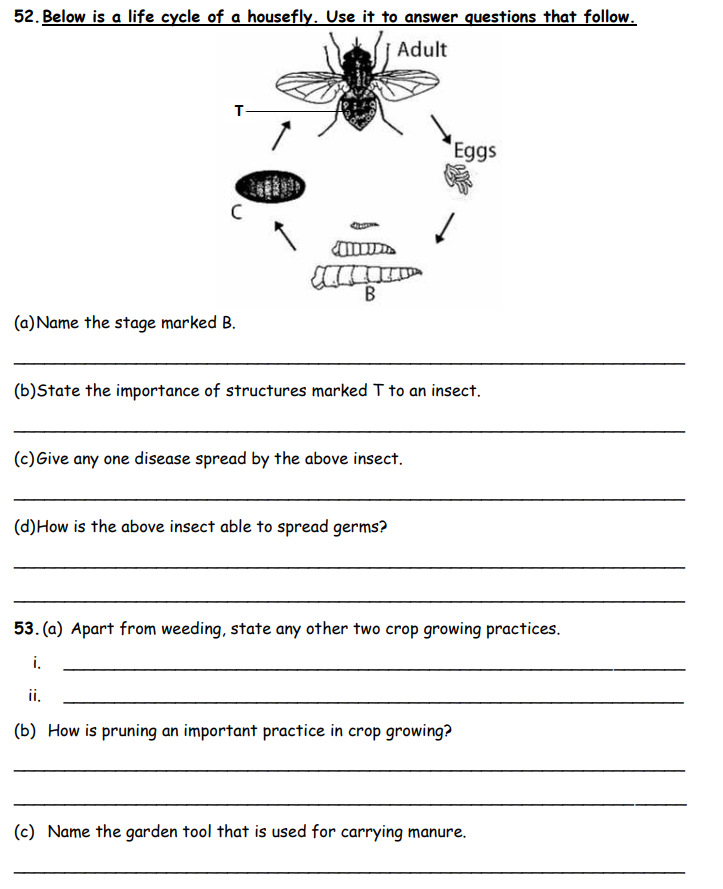 52. Below is a life cycle of a housefly. Use it to answer questions that follow.
Adult
T
Eggs
C
B
(a)Name the stage marked B.
(b)State the importance of structures marked T to an insect.
(c)Give any one disease spread by the above insect.
(d)How is the above insect able to spread germs?
53. (a) Apart from weeding, state any other two crop growing practices.
i.
ii.
(b) How is pruning an important practice in crop growing?
(c) Name the garden tool that is used for carrying manure.